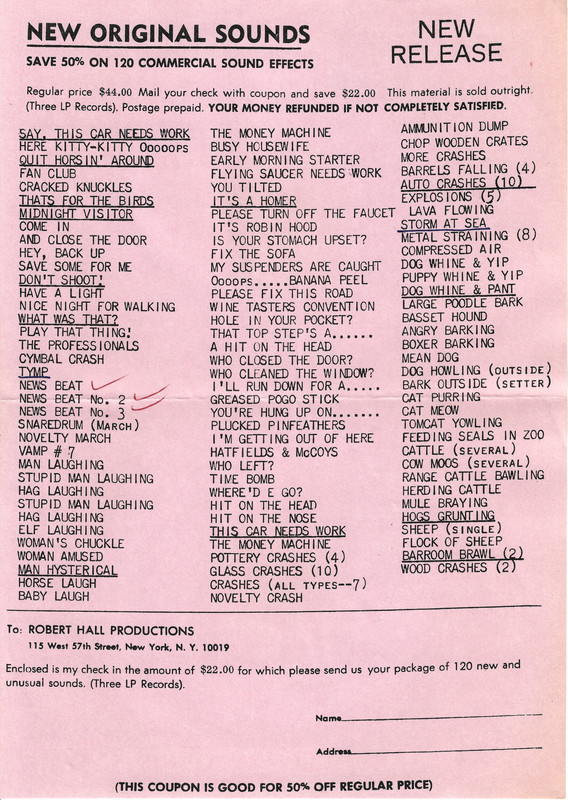 NEW ORIGINAL SOUNDS
SAVE 50% ON 120 COMMERCIAL SOUND EFFECTS
NEW
RELEASE
Regular price $44.00 Mail your check with coupon and save $22.00 This material is sold outright.
(Three LP Records). Postage prepaid. YOUR MONEY REFUNDED IF NOT COMPLETELY SATISFIED.
SAY, THIS CAR NEEDS WORK
HERE KITTY-KITTY OOOOOPS
QUIT HORSIN' AROUND
FAN CLUB
CRACKED KNUCKLES
THATS FOR THE BIRDS
MIDNIGHT VISITOR
COME IN
AND CLOSE THE DOOR
HEY, BACK UP
SAVE SOME FOR ME
DON'T SHOOT!
HAVE A LIGHT
NICE NIGHT FOR WALKING
WHAT WAS THAT?
PLAY THAT THING!
THE PROFESSIONALS
CYMBAL CRASH
TYMP
NEWS BEAT
NEWS BEAT No. 2
NEWS BEAT No. 3
SNAREDRUM (MARCH)
NOVELTY MARCH
VAMP # 7
MAN LAUGHING
STUPID MAN LAUGHING
HAG LAUGHING
STUPID MAN LAUGHING
HAG LAUGHING
ELF LAUGHING
WOMAN'S CHUCKLE
WOMAN AMUSED
MAN HYSTERICAL
HORSE LAUGH
BABY LAUGH
THE MONEY MACHINE
BUSY HOUSEWIFE
EARLY MORNING STARTER
FLYING SAUCER NEEDS WORK
YOU TILTED
IT'S A HOMER
PLEASE TURN OFF THE FAUCET
IT'S ROBIN HOOD
IS YOUR STOMACH UPSET?
FIX THE SOFA
MY SUSPENDERS ARE CAUGHT
OOOPS.....BANANA PEEL
PLEASE FIX THIS ROAD
WINE TASTERS CONVENTION
HOLE IN YOUR POCKET?
THAT TOP STEP'S A......
A HIT ON THE HEAD
WHO CLOSED THE DOOR?
WHO CLEANED THE WINDOW?
I'LL RUN DOWN FOR A.....
GREASED POGO STICK
YOU'RE HUNG UP ON.......
PLUCKED PINFEATHERS
I'M GETTING OUT OF HERE
HATFIELDS & McCOYS
WHO LEFT?
TIME BOMB
WHERE'D E GO?
HIT ON THE HEAD
HIT ON THE NOSE
THIS CAR NEEDS WORK
THE MONEY MACHINE
POTTERY CRASHES (4)
GLASS CRASHES (10)
CRASHES (ALL TYPES--7)
NOVELTY CRASH
AMMUNITION DUMP
CHOP WOODEN CRATES
MORE CRASHES
BARRELS FALLING (4)
AUTO CRASHES (10)
EXPLOSIONS (5)
LAVA FLOWING
STORM AT SEA
METAL STRAINING (8)
COMPRESSED AIR
DOG WHINE & YIP
PUPPY WHINE & YIP
DOG WHINE & PANT
LARGE POODLE BARK
BASSET HOUND
ANGRY BARKING
BOXER BARKING
MEAN DOG
DOG HOWLING (OUTSIDE)
BARK OUTSIDE (SETTER)
CAT PURRING
CAT MEOW
TOMCAT YOWLING
FEEDING SEALS IN ZOO
CATTLE (SEVERAL)
COW MOOS (SEVERAL)
RANGE CATTLE BAWLING
HERDING CATTLE
MULE BRAYING
HOGS GRUNTING
SHEEP (SINGLE)
FLOCK OF SHEEP
BARROOM BRAWL (2)
WOOD CRASHES (2)
To: ROBERT HALL PRODUCTIONS
115 West 57th Street, New York, N. Y. 10019
Enclosed is my check in the amount of $22.00 for which please send us your package of 120 new and
unusual sounds. (Three LP Records).
Name
Address
(THIS COUPON IS GOOD FOR 50% OFF REGULAR PRICE)